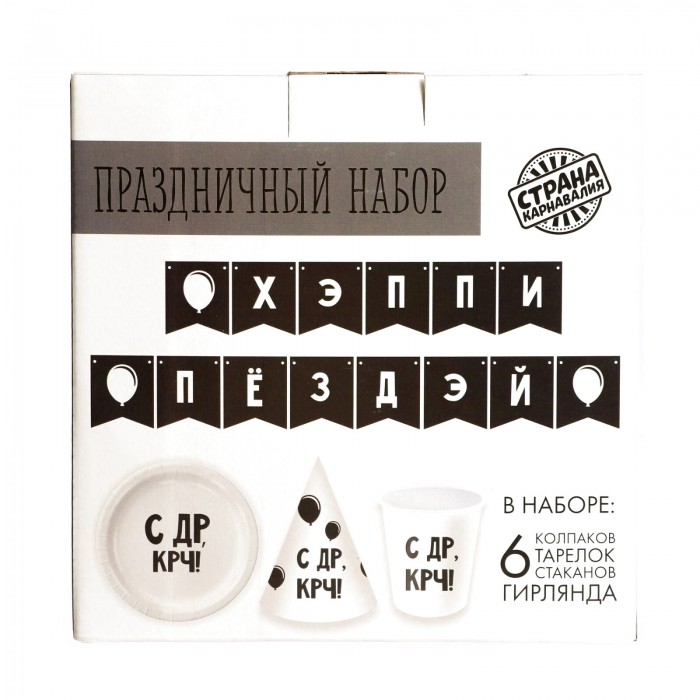 ПРАЗДНИЧНЫЙ НАБОР
СТРАНА
КАРНАВАЛИЯ
ХЭППИ
ПЁЗДЭЙ
С ДР,
КРЧ!
С ДР,
КРЧ!
С ДР,
КРЧ!
В НАБОРЕ:
6 КОЛПАКОВ
ТАРЕЛОК
СТАКАНОВ
ГИРЛЯНДА